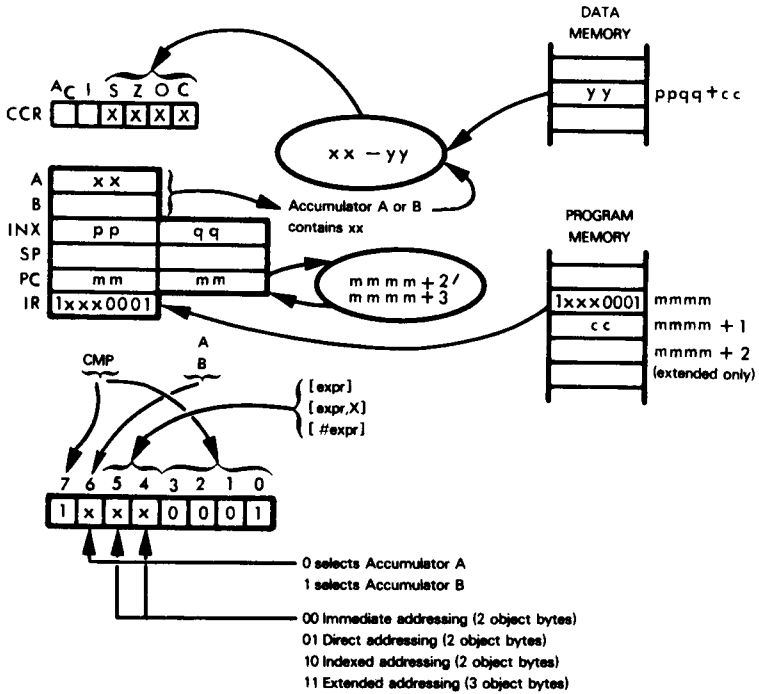 DATA
MEMORY
A C I S Z O C
CCR X X X X
yy ppqq+cc
xx - yy
A xx
B
Accumulator A or B
contains xx
INX pp qq
SP
PC mm mm
IR 1xxx0001
mmmm+2/
mmmm+3
PROGRAM
MEMORY
1xxx0001 mmmm
cc mmmm + 1
mmmm + 2
(extended only)
CMP
A
B
[expr]
[expr,X]
[#expr]
7 6 5 4 3 2 1 0
1 x x x 0 0 0 1
0 selects Accumulator A
1 selects Accumulator B
00 Immediate addressing (2 object bytes)
01 Direct addressing (2 object bytes)
10 Indexed addressing (2 object bytes)
11 Extended addressing (3 object bytes)